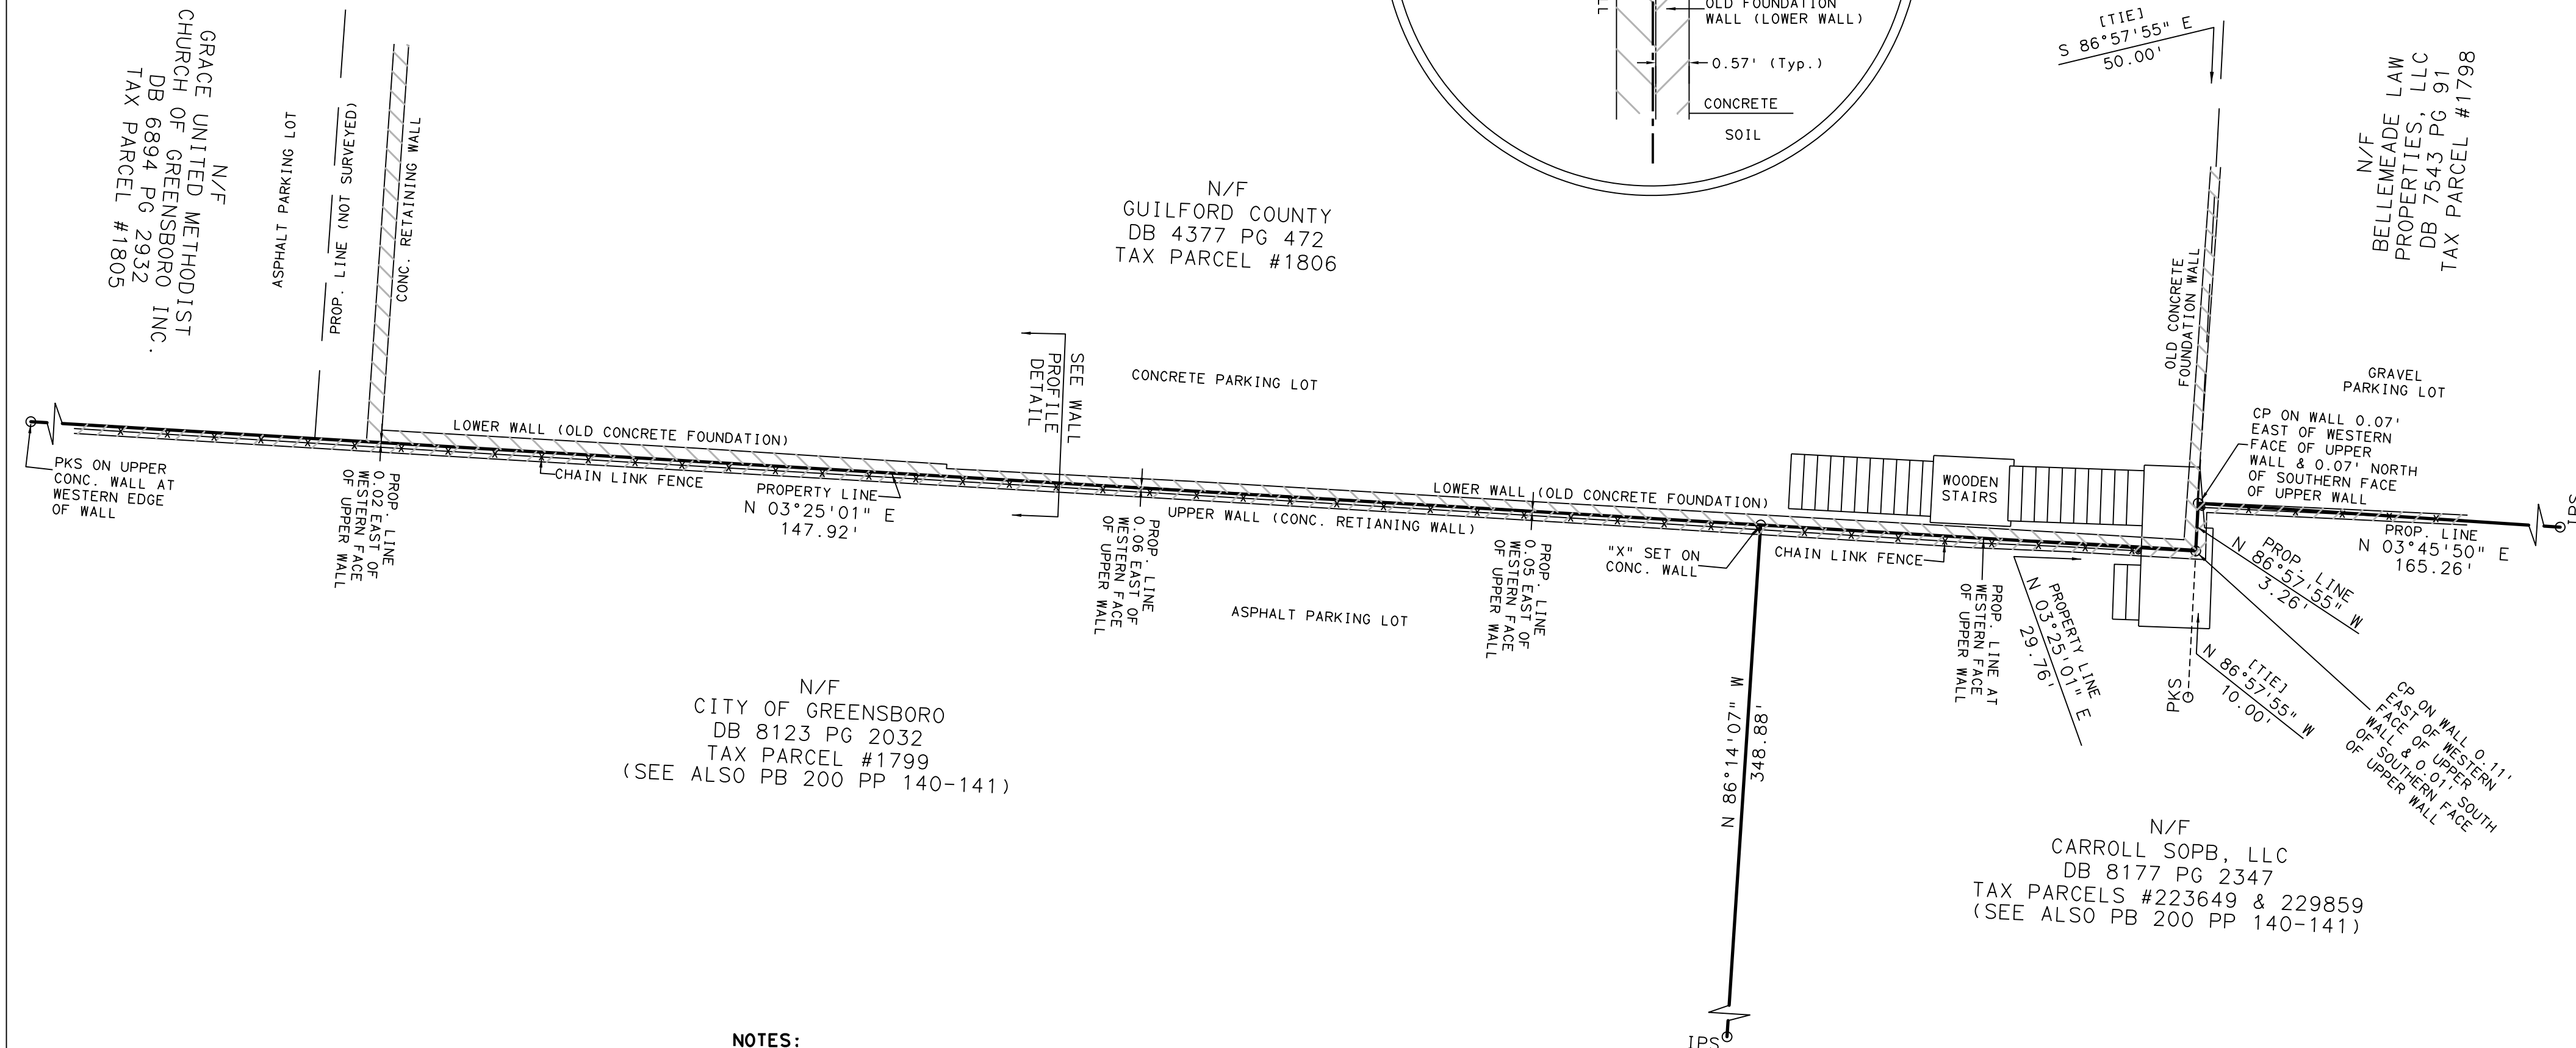 N/F
GRACE UNITED METHODIST
CHURCH OF GREENSBORO INC.
DB 6894 PG 2932
TAX PARCEL #1805
ASPHALT PARKING LOT
PROP. LINE (NOT SURVEYED)
CONC. RETAINING WALL
OLD FOUNDATION
WALL (LOWER WALL)
0.57' (Typ.)
CONCRETE
SOIL
[TIE]
S 86°57'55" E
50.00'
N/F
BELLEMEADE LAW
PROPERTIES, LLC
DB 7543 PG 91
TAX PARCEL #1798
N/F
GUILFORD COUNTY
DB 4377 PG 472
TAX PARCEL #1806
SEE WALL
PROFILE
DETAIL
CONCRETE PARKING LOT
OLD CONCRETE
FOUNDATION WALL
GRAVEL
PARKING LOT
CP ON WALL 0.07'
EAST OF WESTERN
FACE OF UPPER
WALL & 0.07' NORTH
OF SOUTHERN FACE
OF UPPER WALL
PKS ON UPPER
CONC. WALL AT
WESTERN EDGE
OF WALL
LOWER WALL (OLD CONCRETE FOUNDATION)
CHAIN LINK FENCE
PROP. LINE
0.02 EAST OF
WESTERN FACE
OF UPPER WALL
PROPERTY LINE
N 03°25'01" E
147.92'
PROP. LINE
0.06 EAST OF
WESTERN FACE
OF UPPER WALL
UPPER WALL (CONC. RETIANING WALL)
LOWER WALL (OLD CONCRETE FOUNDATION)
ASPHALT PARKING LOT
PROP. LINE
0.05 EAST OF
WESTERN FACE
OF UPPER WALL
WOODEN
STAIRS
"X" SET ON
CONC. WALL
CHAIN LINK FENCE
PROP. LINE AT
WESTERN FACE
OF UPPER WALL
PROPERTY LINE
N 03°25'01" E
29.76'
PROP. LINE
N 86°57'55" W
3.26'
PROP. LINE
N 03°45'50" E
165.26'
IPS
PKS
[TIE]
N 86°57'55" W
10.00'
CP ON WALL 0.11'
EAST OF WESTERN
FACE OF UPPER
WALL & 0.01' SOUTH
OF SOUTHERN FACE
OF UPPER WALL
N/F
CITY OF GREENSBORO
DB 8123 PG 2032
TAX PARCEL #1799
(SEE ALSO PB 200 PP 140-141)
N 86°14'07" W
348.88'
N/F
CARROLL SOPB, LLC
DB 8177 PG 2347
TAX PARCELS #223649 & 229859
(SEE ALSO PB 200 PP 140-141)
NOTES:
IPS